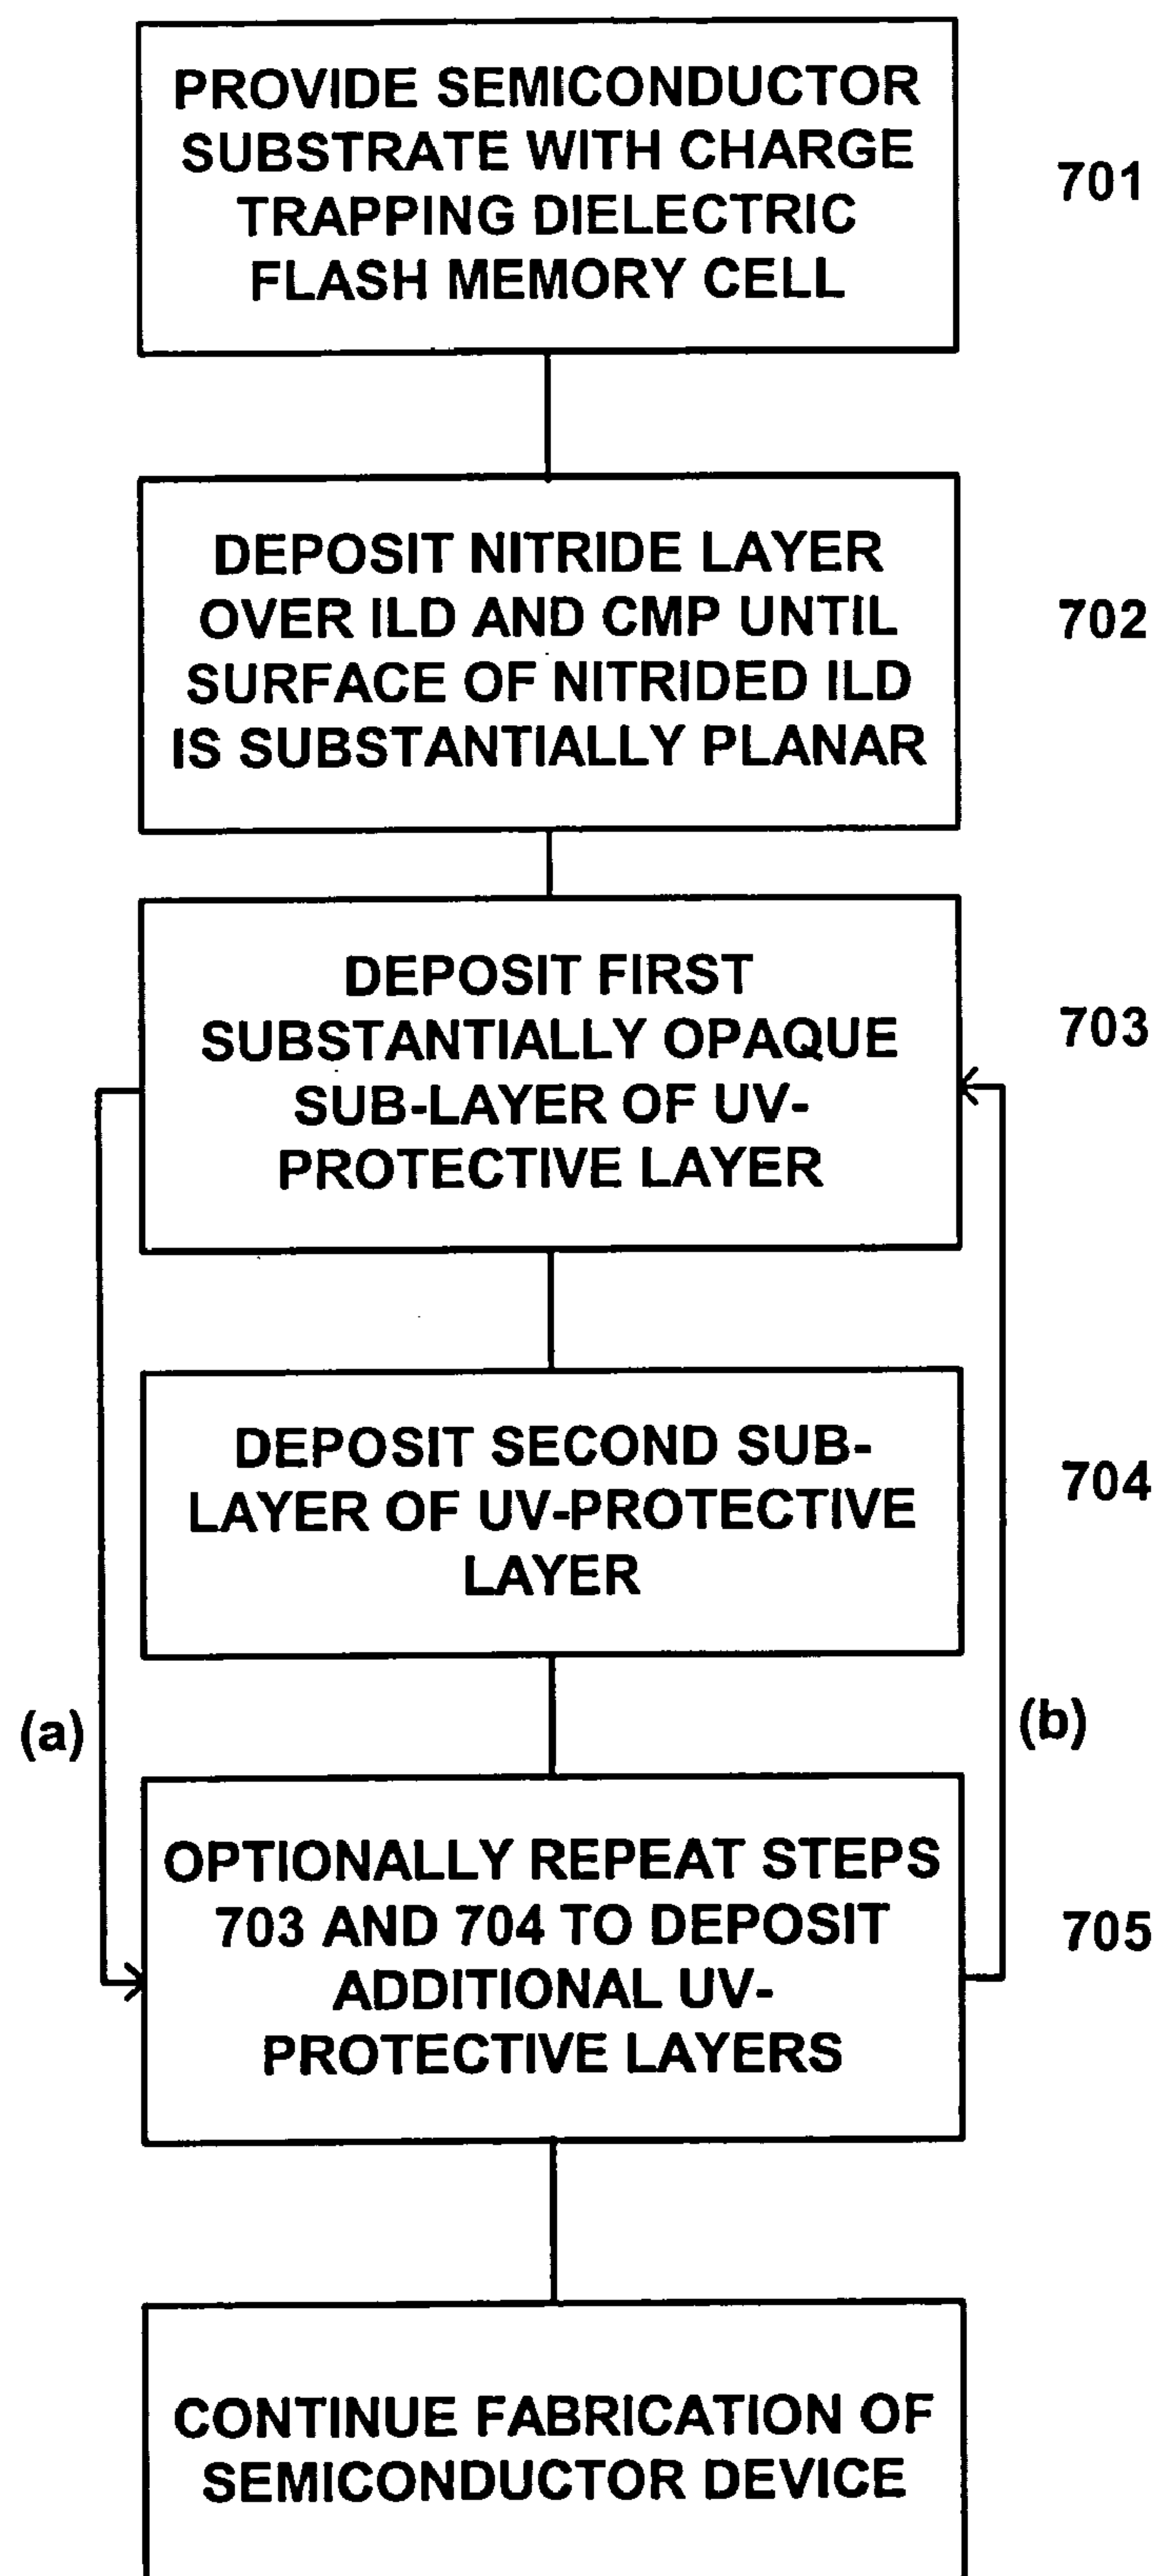 PROVIDE SEMICONDUCTOR
SUBSTRATE WITH CHARGE
TRAPPING DIELECTRIC
FLASH MEMORY CELL
701
DEPOSIT NITRIDE LAYER
OVER ILD AND CMP UNTIL
SURFACE OF NITRIDED ILD
IS SUBSTANTIALLY PLANAR
702
DEPOSIT FIRST
SUBSTANTIALLY OPAQUE
SUB-LAYER OF UV-
PROTECTIVE LAYER
703
DEPOSIT SECOND SUB-
LAYER OF UV-PROTECTIVE
LAYER
704
(a)
(b)
OPTIONALLY REPEAT STEPS
703 AND 704 TO DEPOSIT
ADDITIONAL UV-
PROTECTIVE LAYERS
705
CONTINUE FABRICATION OF
SEMICONDUCTOR DEVICE